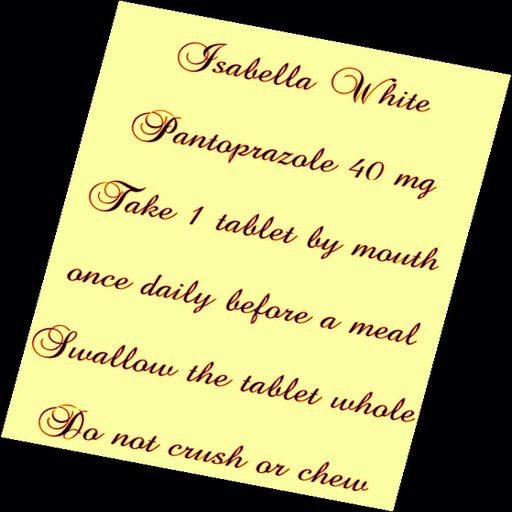 Isabella White
Pantoprazole 40 mg
Take 1 tablet by mouth
once daily before a meal
Swallow the tablet whole
Do not crush or chew